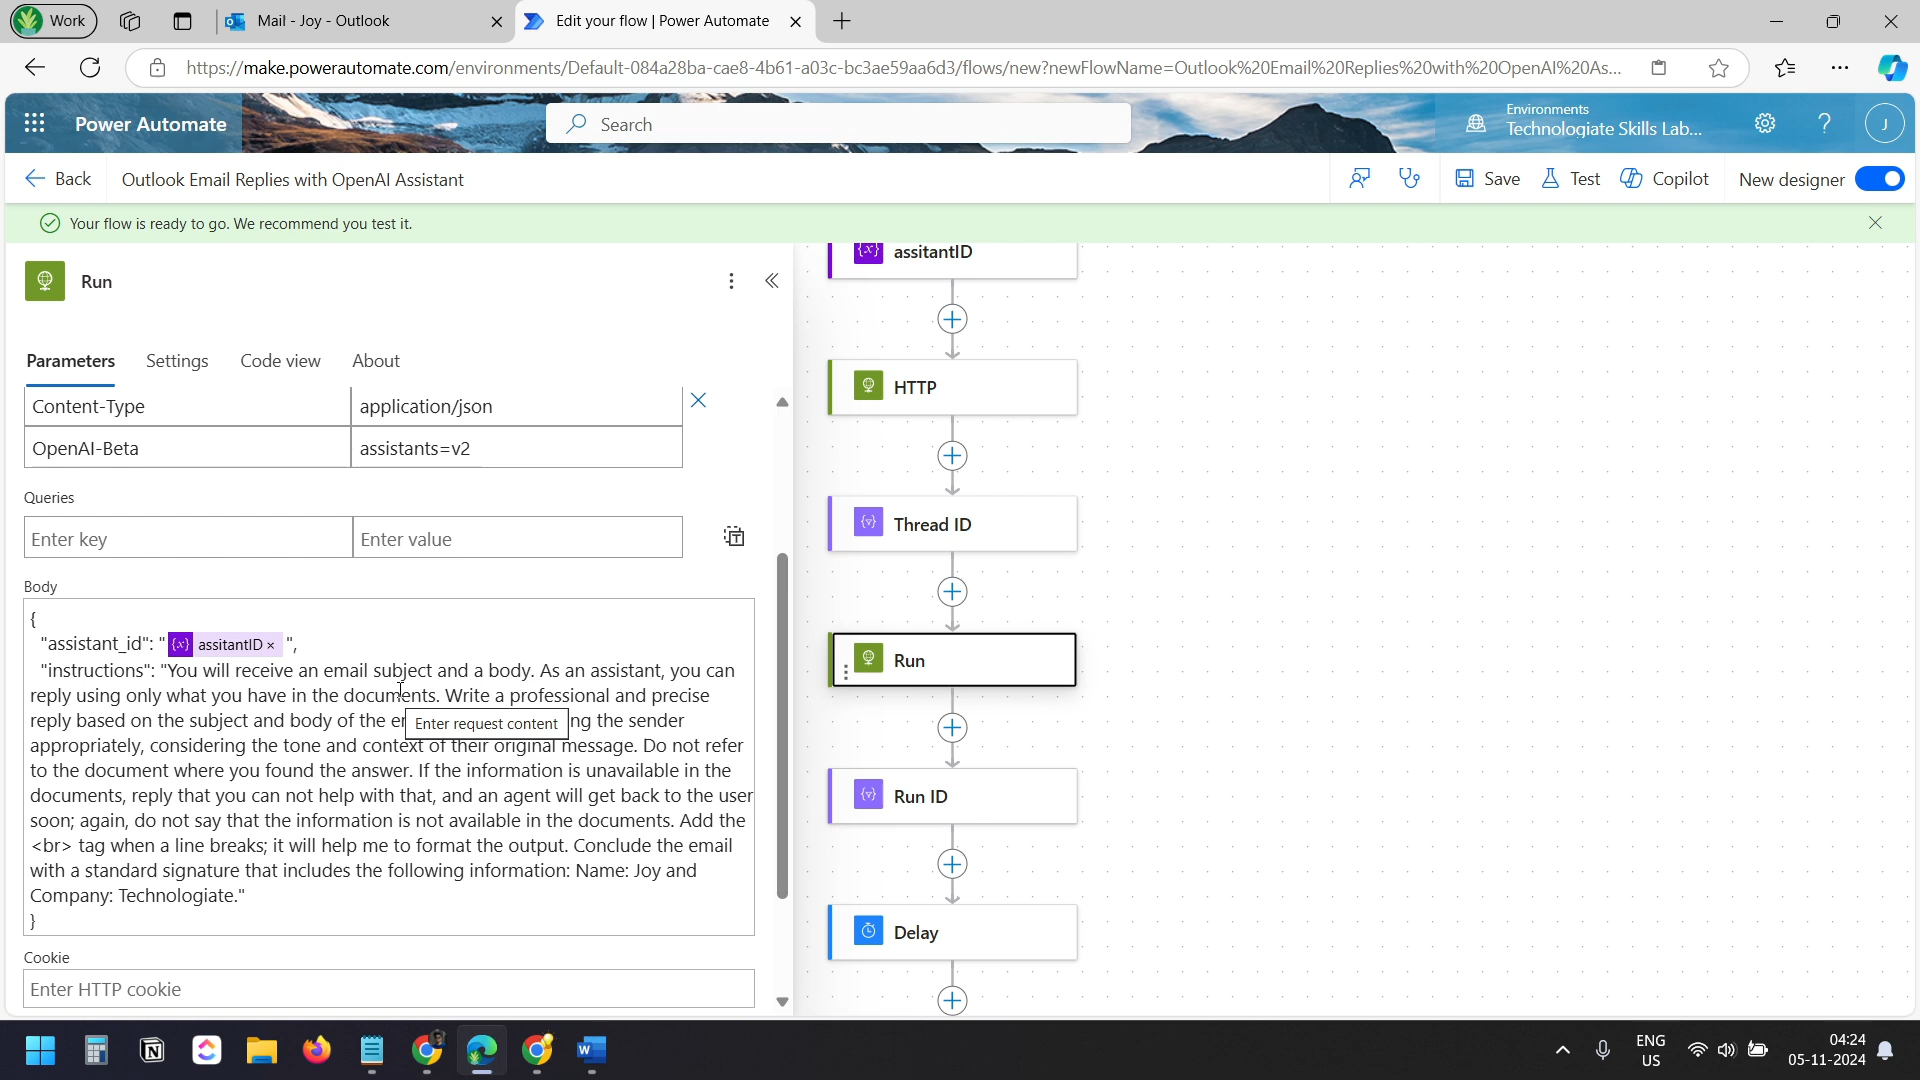 Work
Mail - Joy - Outlook
Edit your flow | Power Automate
https://make.powerautomate.com/environments/Default-084a28ba-cae8-4b61-a03c-bc3ae59aa6d3/flows/new?newFlowName=Outlook%20Email%20Replies%20with%20OpenAI%20As...
Power Automate
Search
Environments
Technologiate Skills Lab...
J
Back
Outlook Email Replies with OpenAI Assistant
Save
Test
Copilot
New designer
Your flow is ready to go. We recommend you test it.
Run
Parameters
Settings
Code view
About
Content-Type
application/json
OpenAI-Beta
assistants=v2
Queries
Enter key
Enter value
Body
{
"assistant_id": " assitantID × ",
"instructions": "You will receive an email subject and a body. As an assistant, you can
reply using only what you have in the documents. Write a professional and precise
reply based on the subject and body of the ng the sender
appropriately, considering the tone and context of their original message. Do not refer
to the document where you found the answer. If the information is unavailable in the
documents, reply that you can not help with that, and an agent will get back to the user
soon; again, do not say that the information is not available in the documents. Add the
<br> tag when a line breaks; it will help me to format the output. Conclude the email
with a standard signature that includes the following information: Name: Joy and
Company: Technologiate."
}
Enter request content
Cookie
Enter HTTP cookie
assitantID
HTTP
Thread ID
Run
Run ID
Delay
ENG
US
04:24
05-11-2024